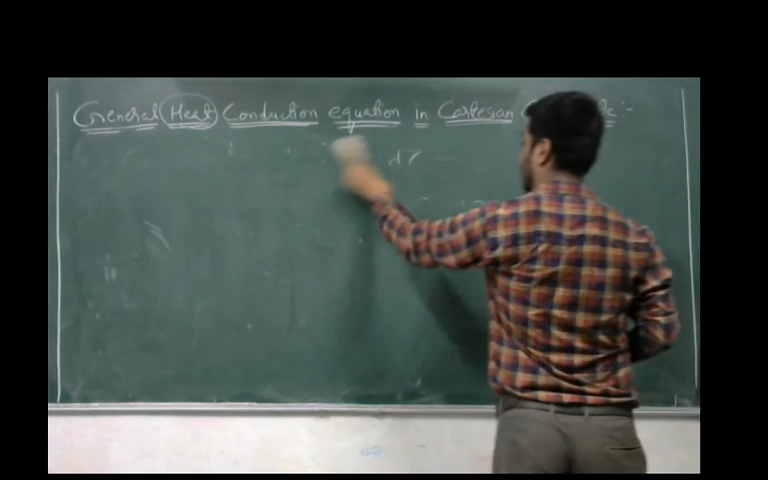 General Heat Conduction equation in Cartesian :-